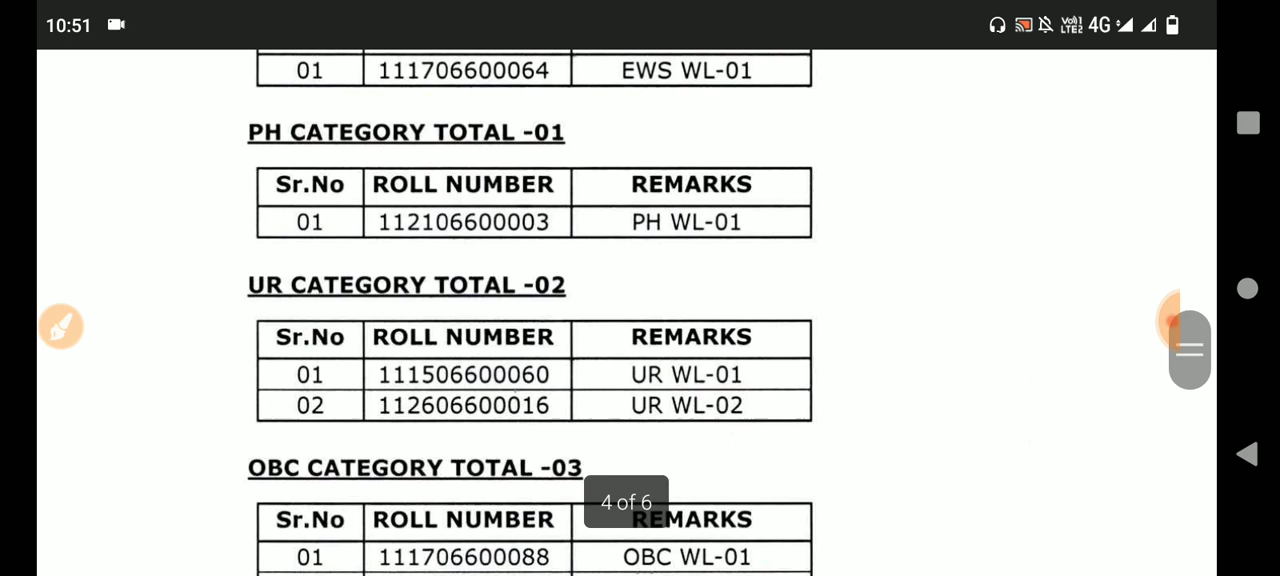 10:51 Vo)) LTE2 4G
01 111706600064 EWS WL-01
PH CATEGORY TOTAL -01
Sr.No ROLL NUMBER REMARKS
01 112106600003 PH WL-01
UR CATEGORY TOTAL -02
Sr.No ROLL NUMBER REMARKS
01 111506600060 UR WL-01
02 112606600016 UR WL-02
OBC CATEGORY TOTAL -03
4 of 6
Sr.No ROLL NUMBER REMARKS
01 111706600088 OBC WL-01